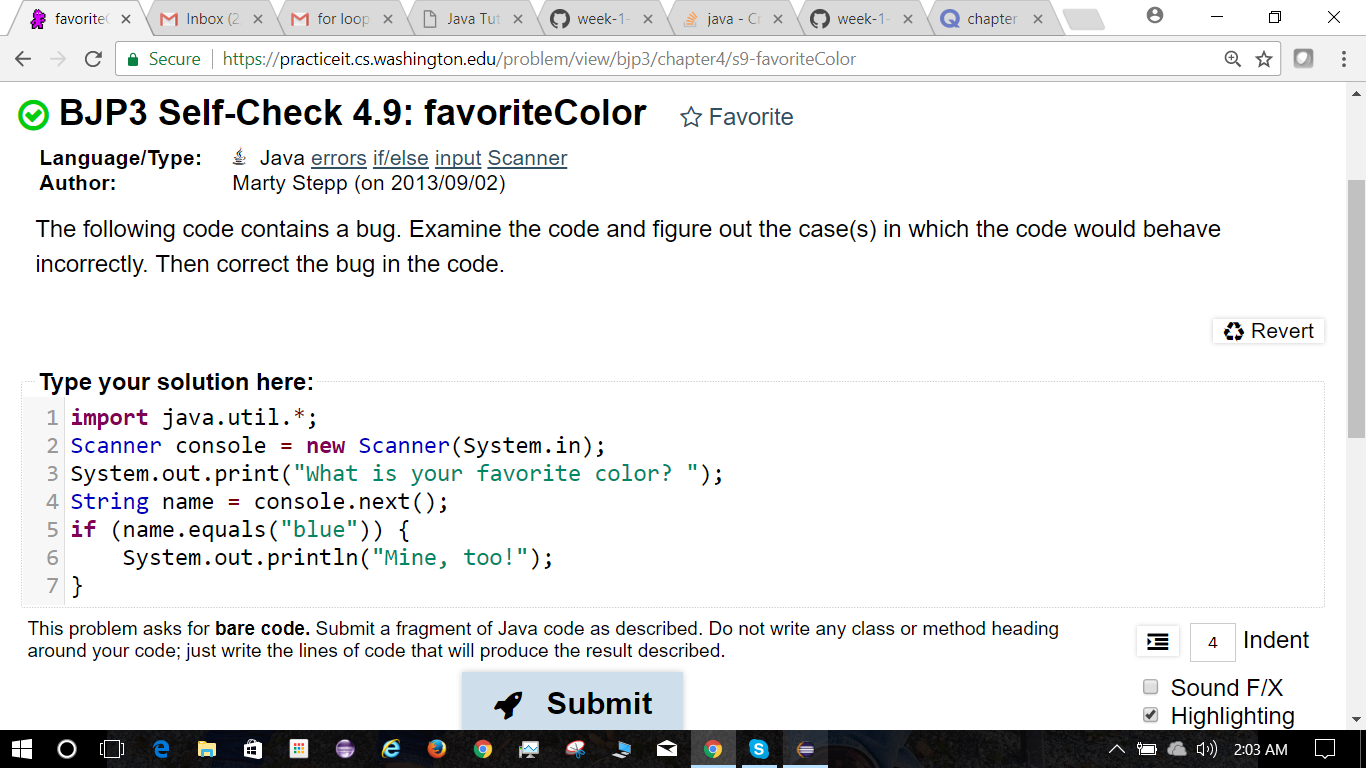 favorite
Inbox (2
for loop
Java Tut
week-1-
java - Cr
week-1-
chapter
Secure
https://practiceit.cs.washington.edu/problem/view/bjp3/chapter4/s9-favoriteColor
BJP3 Self-Check 4.9: favoriteColor
Favorite
Language/Type: Java errors if/else input Scanner
Author: Marty Stepp (on 2013/09/02)
The following code contains a bug. Examine the code and figure out the case(s) in which the code would behave
incorrectly. Then correct the bug in the code.
Revert
Type your solution here:
1 import java.util.*;
2 Scanner console = new Scanner(System.in);
3 System.out.print("What is your favorite color? ");
4 String name = console.next();
5 if (name.equals("blue")) {
6     System.out.println("Mine, too!");
7 }
This problem asks for bare code. Submit a fragment of Java code as described. Do not write any class or method heading
around your code; just write the lines of code that will produce the result described.
4 Indent
Sound F/X
Highlighting
Submit
2:03 AM